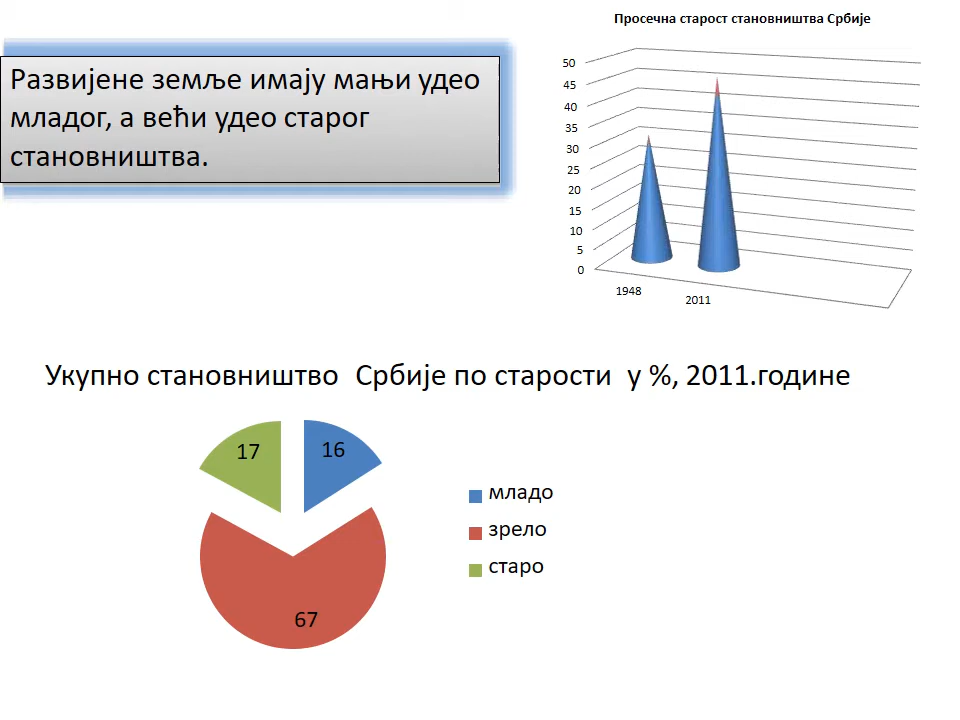 Просечна старост становништва Србије
Развијене земље имају мањи удео
младог, а већи удео старог
становништва.
50
45
40
35
30
25
20
15
10
5
0
1948
2011
Укупно становништво Србије по старости у %, 2011.године
17
16
67
младо
зрело
старо